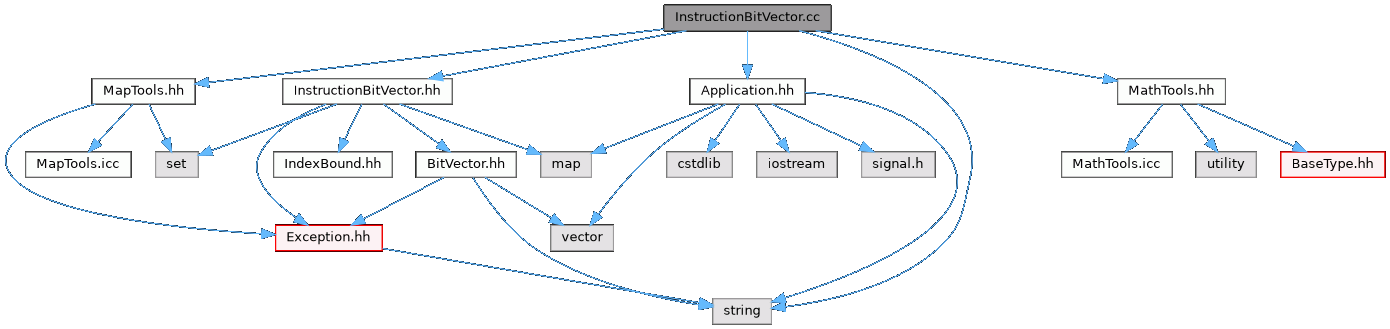 InstructionBitVector.cc
MapTools.hh
InstructionBitVector.hh
Application.hh
MathTools.hh
MapTools.icc
set
IndexBound.hh
BitVector.hh
map
cstdlib
iostream
signal.h
MathTools.icc
utility
BaseType.hh
Exception.hh
vector
string